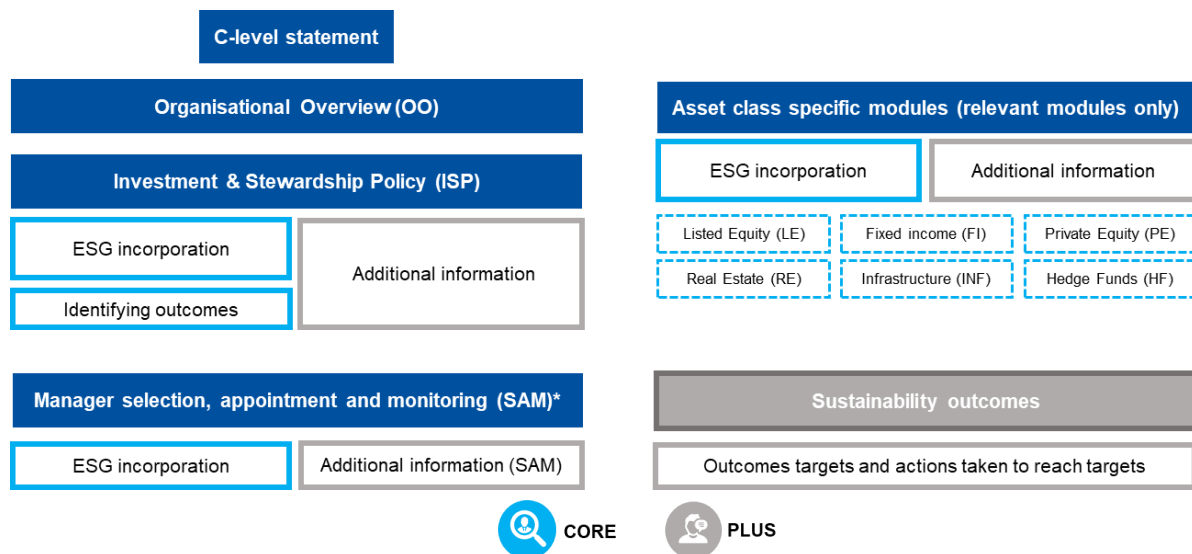 C-level statement
Organisational Overview (OO)
Investment & Stewardship Policy (ISP)
ESG incorporation
Identifying outcomes
Additional information
Manager selection, appointment and monitoring (SAM)*
ESG incorporation
Additional information (SAM)
Asset class specific modules (relevant modules only)
ESG incorporation
Additional information
Listed Equity (LE)
Fixed income (FI)
Private Equity (PE)
Real Estate (RE)
Infrastructure (INF)
Hedge Funds (HF)
Sustainability outcomes
Outcomes targets and actions taken to reach targets
CORE
PLUS